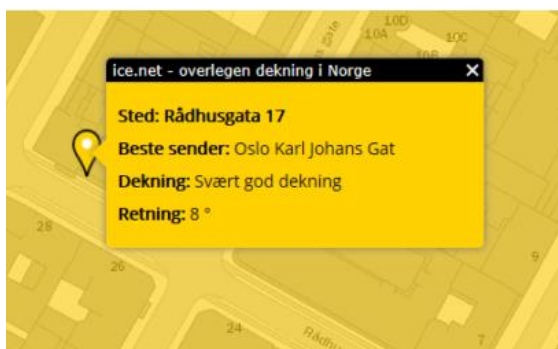 10D
10A
10C
10B
Gate
ice.net - overlegen dekning i Norge
Sted: Rådhusgata 17
Beste sender: Oslo Karl Johans Gat
Dekning: Svært god dekning
Retning: 8 °
28
26
9
24
7